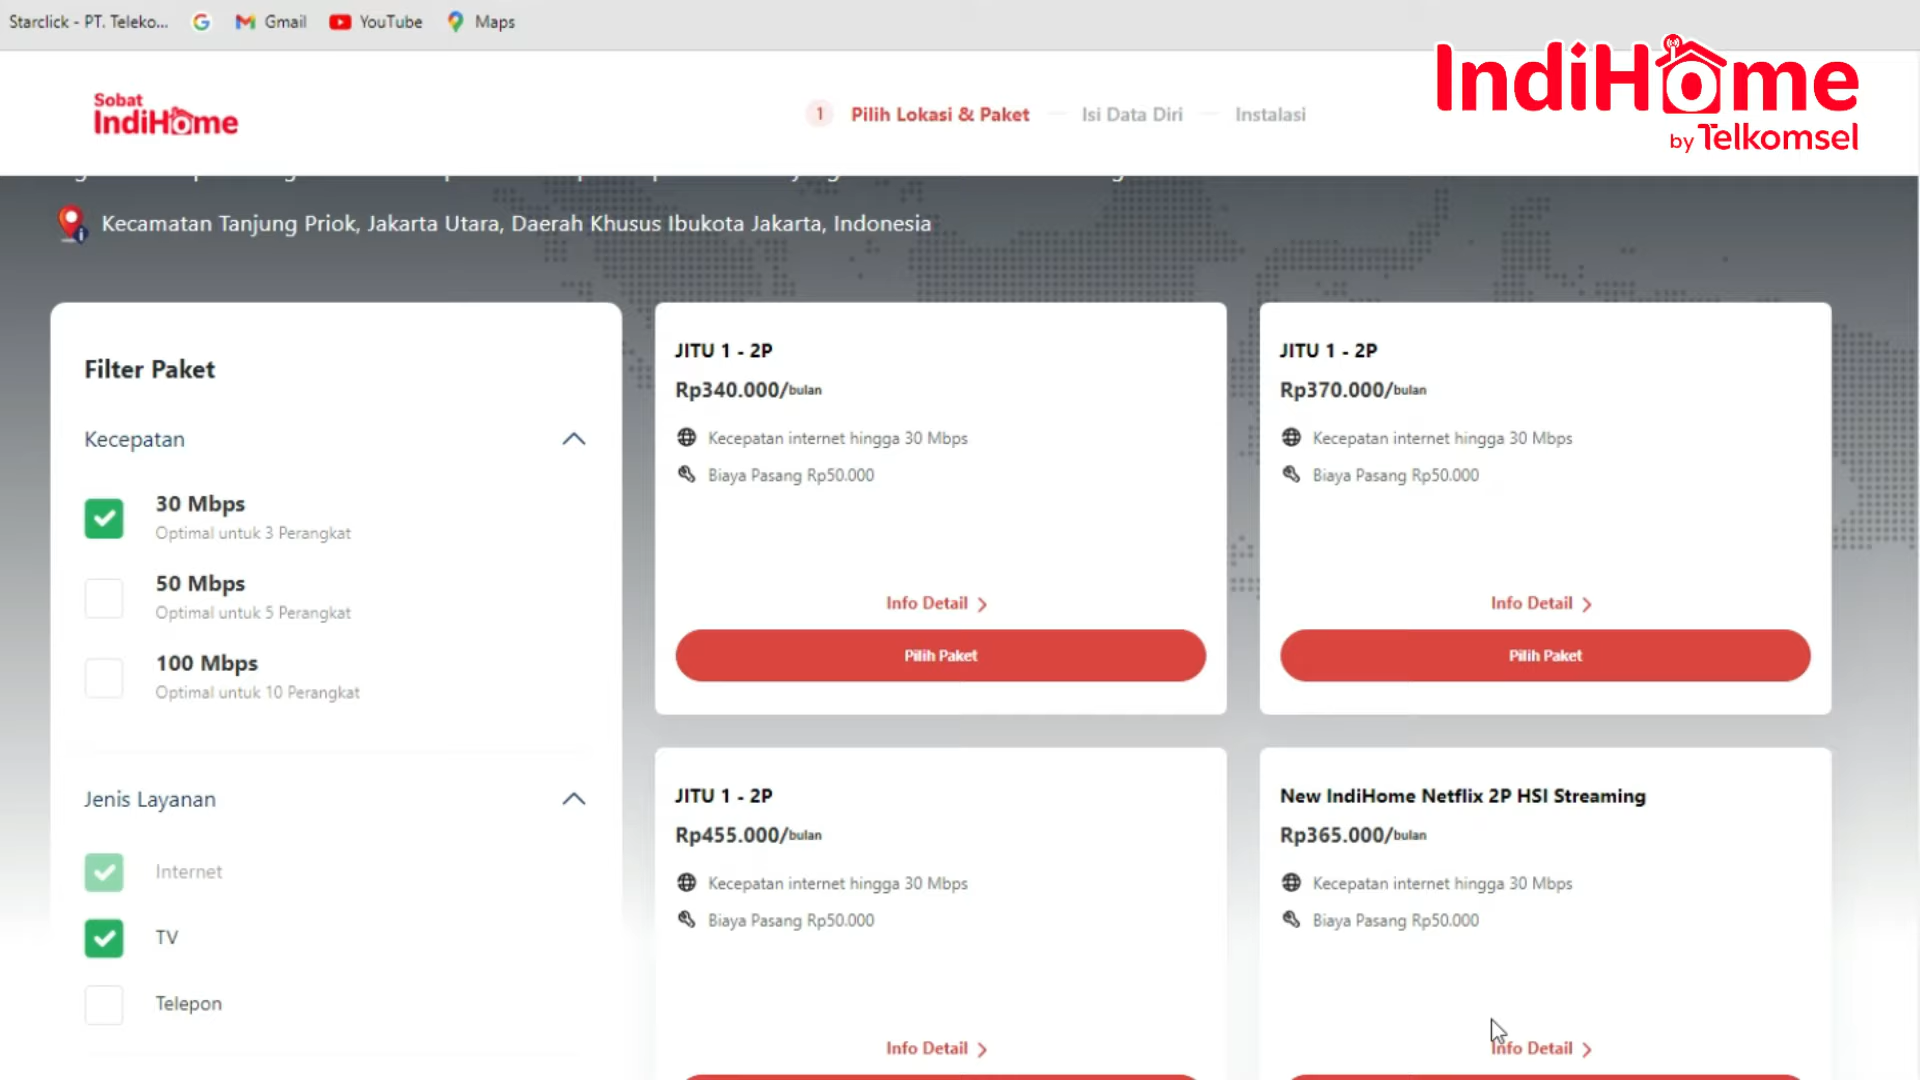 Starclick - PT. Teleko...
Gmail
YouTube
Maps
Sobat
IndiHome
1 Pilih Lokasi & Paket
Isi Data Diri
Instalasi
IndiHome
by Telkomsel
Kecamatan Tanjung Priok, Jakarta Utara, Daerah Khusus Ibukota Jakarta, Indonesia
Filter Paket
Kecepatan
30 Mbps
Optimal untuk 3 Perangkat
50 Mbps
Optimal untuk 5 Perangkat
100 Mbps
Optimal untuk 10 Perangkat
Jenis Layanan
Internet
TV
Telepon
JITU 1 - 2P
Rp340.000/bulan
Kecepatan internet hingga 30 Mbps
Biaya Pasang Rp50.000
Info Detail
Pilih Paket
JITU 1 - 2P
Rp370.000/bulan
Kecepatan internet hingga 30 Mbps
Biaya Pasang Rp50.000
Info Detail
Pilih Paket
JITU 1 - 2P
Rp455.000/bulan
Kecepatan internet hingga 30 Mbps
Biaya Pasang Rp50.000
Info Detail
New IndiHome Netflix 2P HSI Streaming
Rp365.000/bulan
Kecepatan internet hingga 30 Mbps
Biaya Pasang Rp50.000
Info Detail